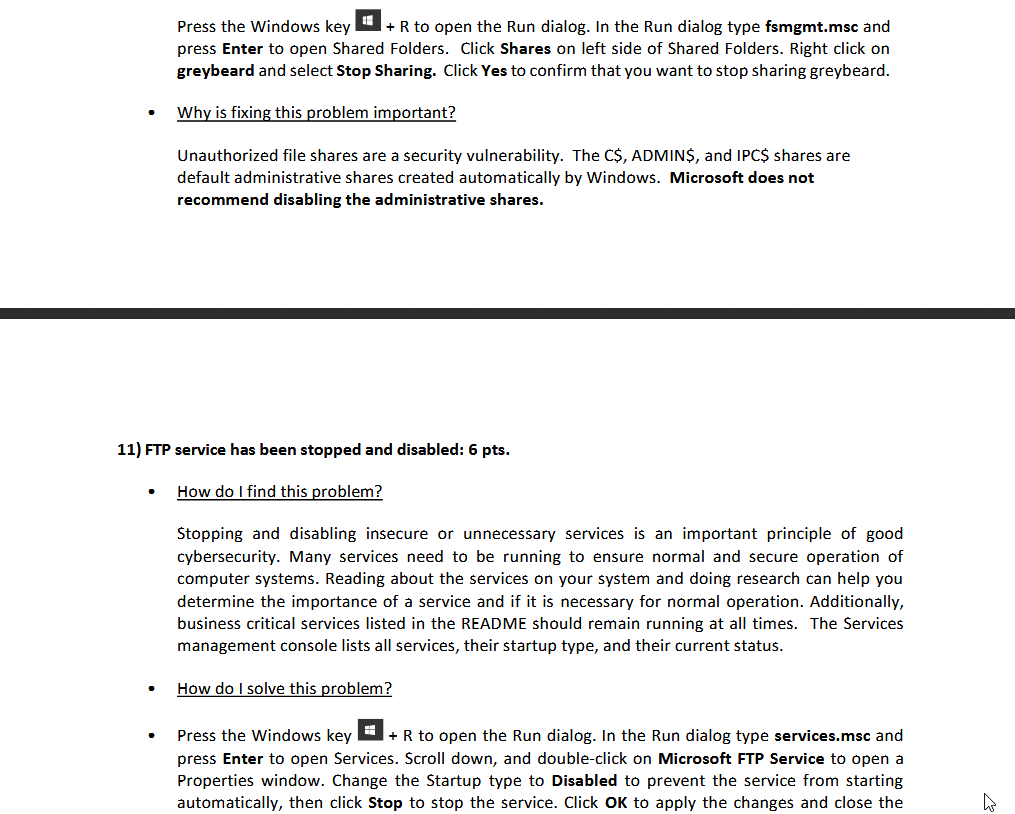 Press the Windows key + R to open the Run dialog. In the Run dialog type fsmgmt.msc and
press Enter to open Shared Folders.  Click Shares on left side of Shared Folders. Right click on
greybeard and select Stop Sharing.  Click Yes to confirm that you want to stop sharing greybeard.
• Why is fixing this problem important?
Unauthorized file shares are a security vulnerability.  The C$, ADMIN$, and IPC$ shares are
default administrative shares created automatically by Windows.  Microsoft does not
recommend disabling the administrative shares.
11) FTP service has been stopped and disabled: 6 pts.
• How do I find this problem?
Stopping and disabling insecure or unnecessary services is an important principle of good
cybersecurity. Many services need to be running to ensure normal and secure operation of
computer systems. Reading about the services on your system and doing research can help you
determine the importance of a service and if it is necessary for normal operation. Additionally,
business critical services listed in the README should remain running at all times.  The Services
management console lists all services, their startup type, and their current status.
• How do I solve this problem?
• Press the Windows key + R to open the Run dialog. In the Run dialog type services.msc and
press Enter to open Services. Scroll down, and double-click on Microsoft FTP Service to open a
Properties window. Change the Startup type to Disabled to prevent the service from starting
automatically, then click Stop to stop the service. Click OK to apply the changes and close the